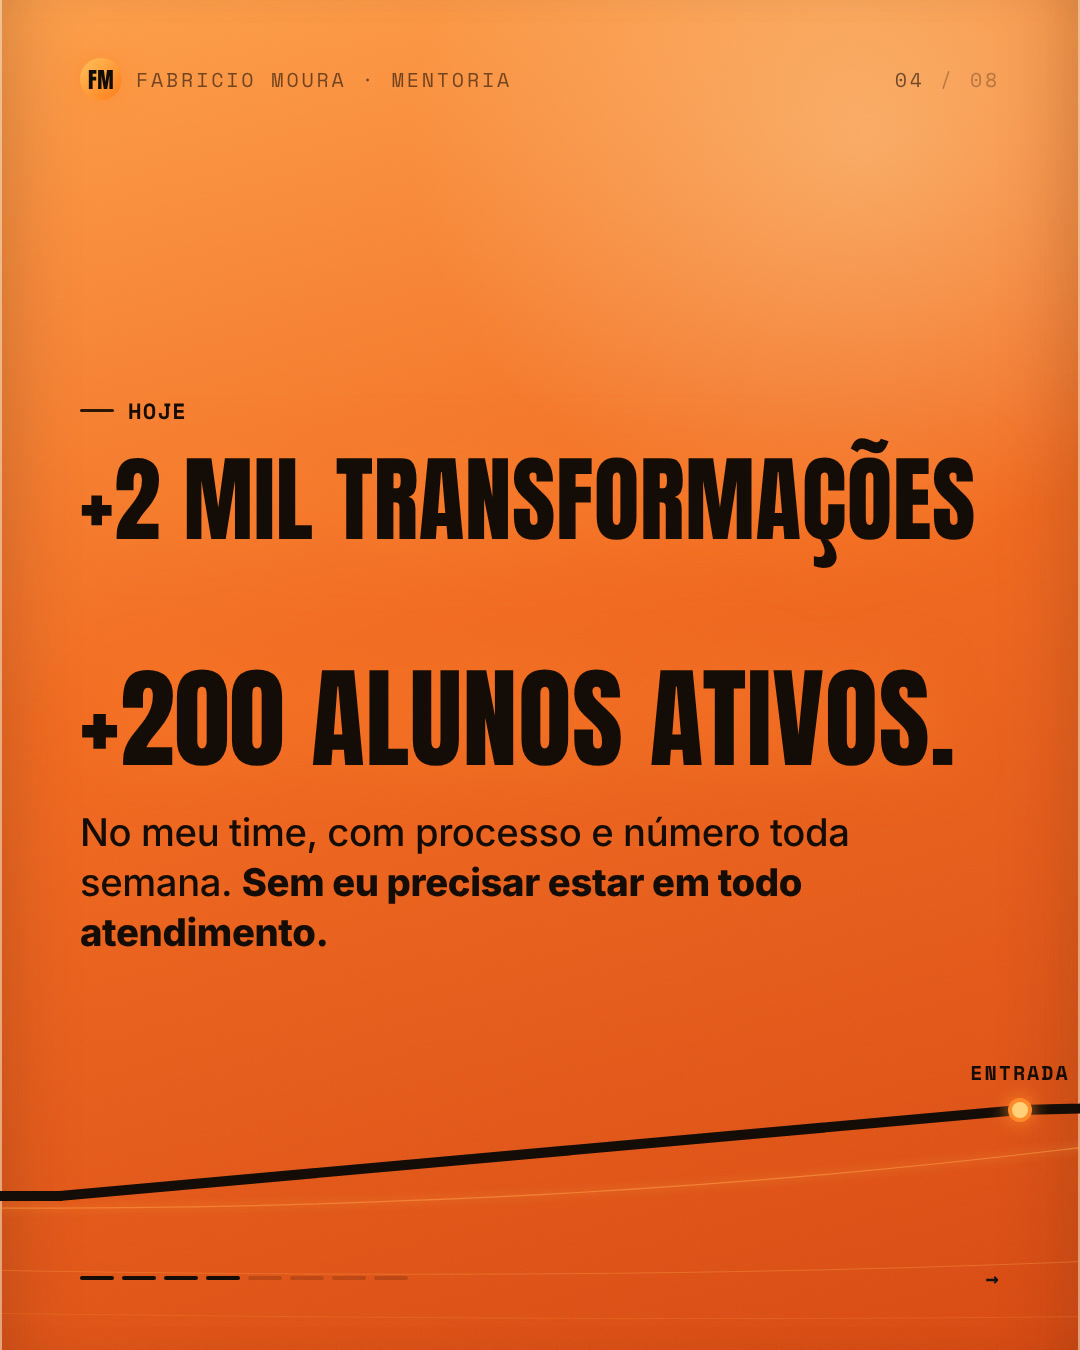 FM FABRICIO MOURA · MENTORIA
04 / 08
— HOJE
+2 MIL TRANSFORMAÇÕES
+200 ALUNOS ATIVOS.
No meu time, com processo e número toda
semana. Sem eu precisar estar em todo
atendimento.
ENTRADA
→